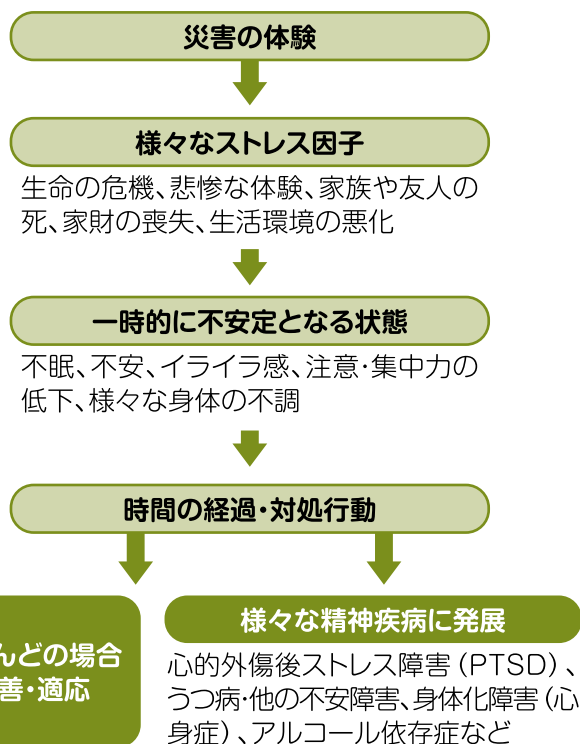 災害の体験
様々なストレス因子
生命の危機、悲惨な体験、家族や友人の
死、家財の喪失、生活環境の悪化
一時的に不安定となる状態
不眠、不安、イライラ感、注意・集中力の
低下、様々な身体の不調
時間の経過・対処行動
んどの場合
善・適応
様々な精神疾病に発展
心的外傷後ストレス障害（PTSD）、
うつ病・他の不安障害、身体化障害（心
身症）、アルコール依存症など